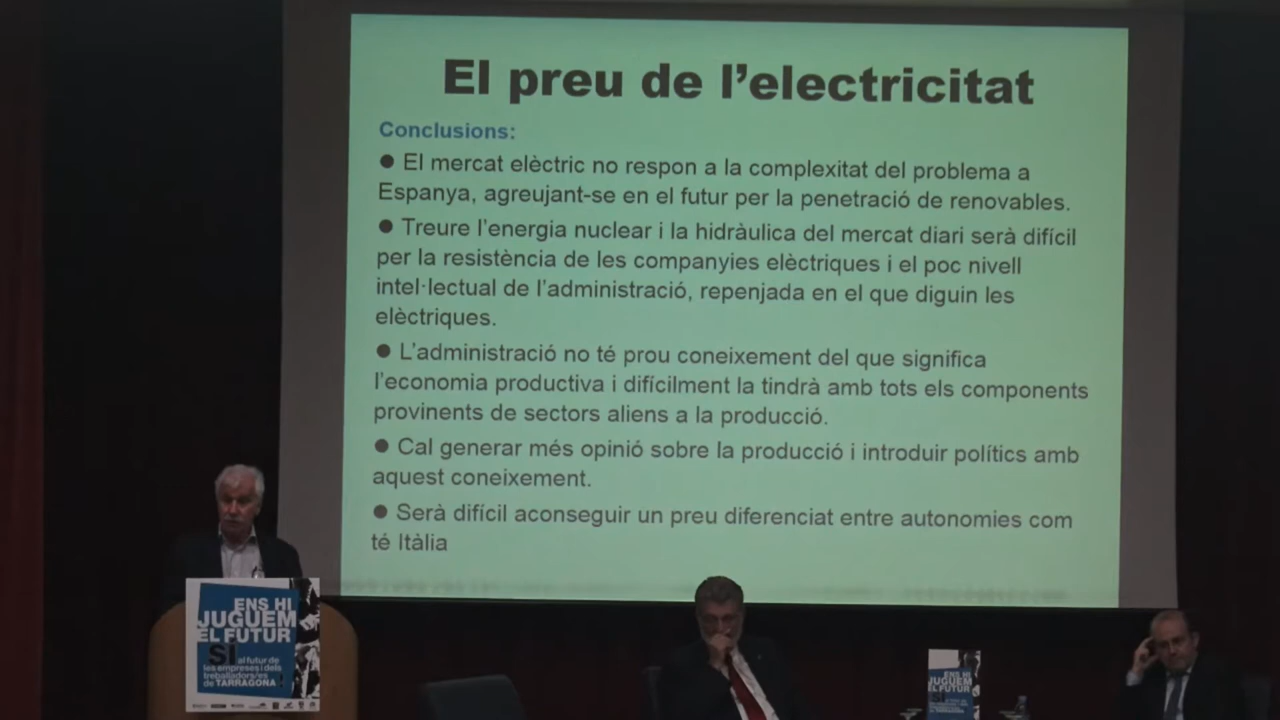 El preu de l’electricitat
Conclusions:
● El mercat elèctric no respon a la complexitat del problema a
Espanya, agreujant-se en el futur per la penetració de renovables.
● Treure l’energia nuclear i la hidràulica del mercat diari serà difícil
per la resistència de les companyies elèctriques i el poc nivell
intel·lectual de l’administració, repenjada en el que diguin les
elèctriques.
● L’administració no té prou coneixement del que significa
l’economia productiva i difícilment la tindrà amb tots els components
provinents de sectors aliens a la producció.
● Cal generar més opinió sobre la producció i introduir polítics amb
aquest coneixement.
● Serà difícil aconseguir un preu diferenciat entre autonomies com
té Itàlia
ENS HI
JUGUEM
EL FUTUR
SÍ al futur de
les empreses i dels
treballadors/es
de TARRAGONA
ENS HI
JUGUEM
EL FUTUR